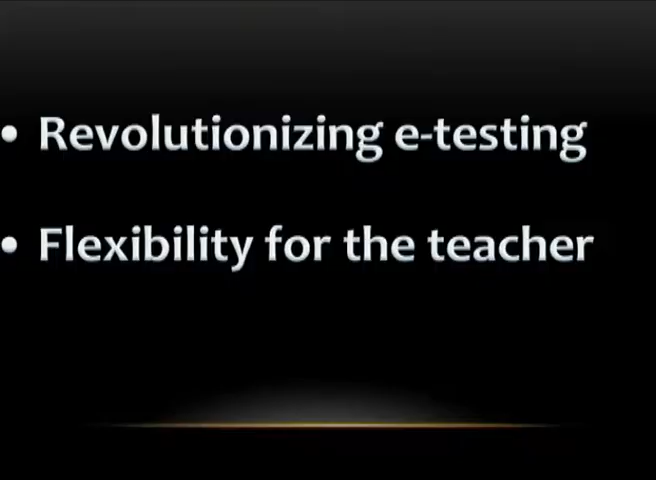 • Revolutionizing e-testing
• Flexibility for the teacher